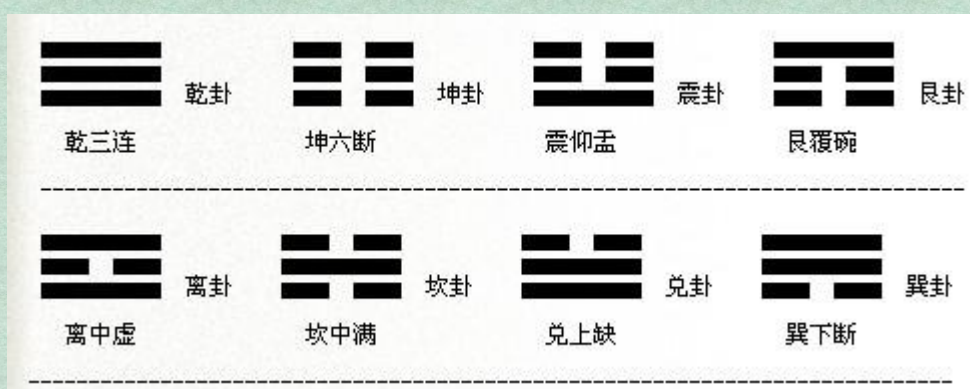 乾卦 坤卦 震卦 艮卦
乾三连 坤六断 震仰盂 艮覆碗
离卦 坎卦 兑卦 巽卦
离中虚 坎中满 兑上缺 巽下断